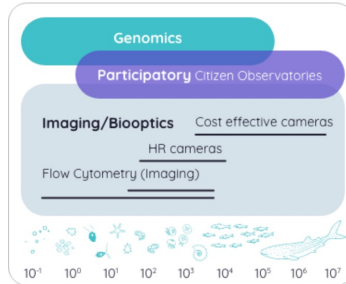 Genomics
Participatory Citizen Observatories
Imaging/Biooptics Cost effective cameras
HR cameras
Flow Cytometry (Imaging)
10-1 10⁰ 10¹ 10² 10³ 10⁴ 10⁵ 10⁶ 10⁷